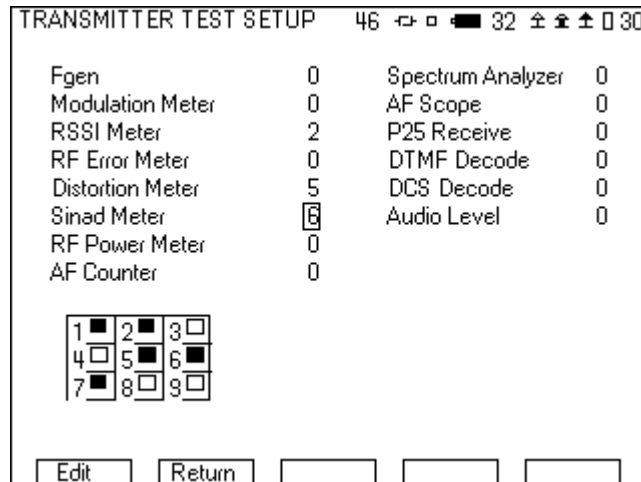 TRANSMITTER TEST SETUP 46 32 30
Fgen 0 Spectrum Analyzer 0
Modulation Meter 0 AF Scope 0
RSSI Meter 2 P25 Receive 0
RF Error Meter 0 DTMF Decode 0
Distortion Meter 5 DCS Decode 0
Sinad Meter 6 Audio Level 0
RF Power Meter 0
AF Counter 0
1 2 3
4 5 6
7 8 9
Edit Return